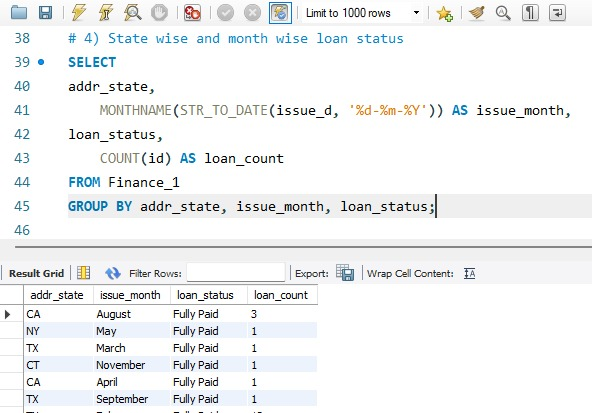 Limit to 1000 rows
38 # 4) State wise and month wise loan status
39 SELECT
40 addr_state,
41 MONTHNAME(STR_TO_DATE(issue_d, '%d-%m-%Y')) AS issue_month,
42 loan_status,
43 COUNT(id) AS loan_count
44 FROM Finance_1
45 GROUP BY addr_state, issue_month, loan_status;
46
Result Grid Filter Rows: Export: Wrap Cell Content: IA
addr_state issue_month loan_status loan_count
CA August Fully Paid 3
NY May Fully Paid 1
TX March Fully Paid 1
CT November Fully Paid 1
CA April Fully Paid 1
TX September Fully Paid 1